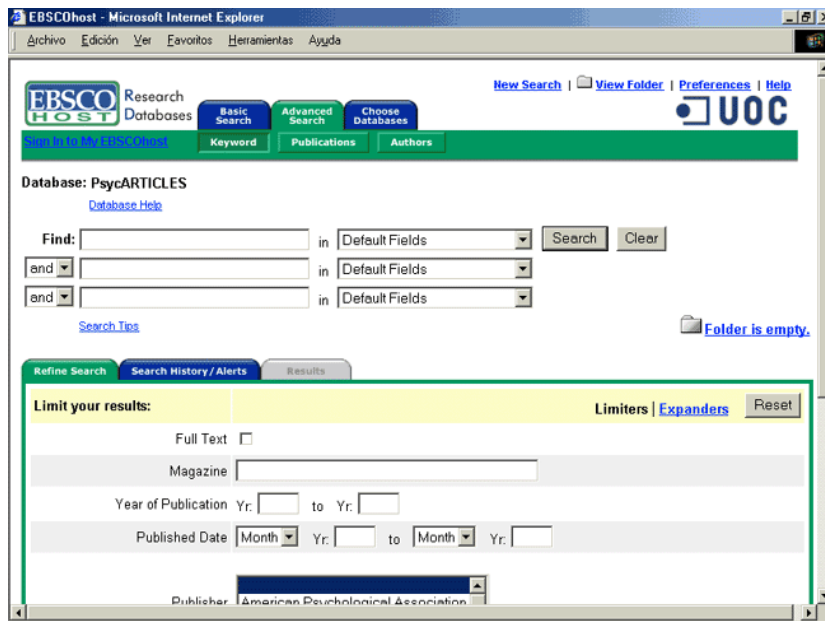 EBSCOhost - Microsoft Internet Explorer
Archivo Edición Ver Favoritos Herramientas Ayuda
New Search | View Folder | Preferences | Help
EBSCO HOST Research Databases
Basic Search Advanced Search Choose Databases
UOC
Sign In to My EBSCOhost Keyword Publications Authors
Database: PsycARTICLES
Database Help
Find: in Default Fields Search Clear
and in Default Fields
and in Default Fields
Search Tips
Folder is empty.
Refine Search Search History/Alerts Results
Limit your results: Limiters | Expanders Reset
Full Text
Magazine
Year of Publication Yr: to Yr:
Published Date Month Yr: to Month Yr:
Publisher American Psychological Association